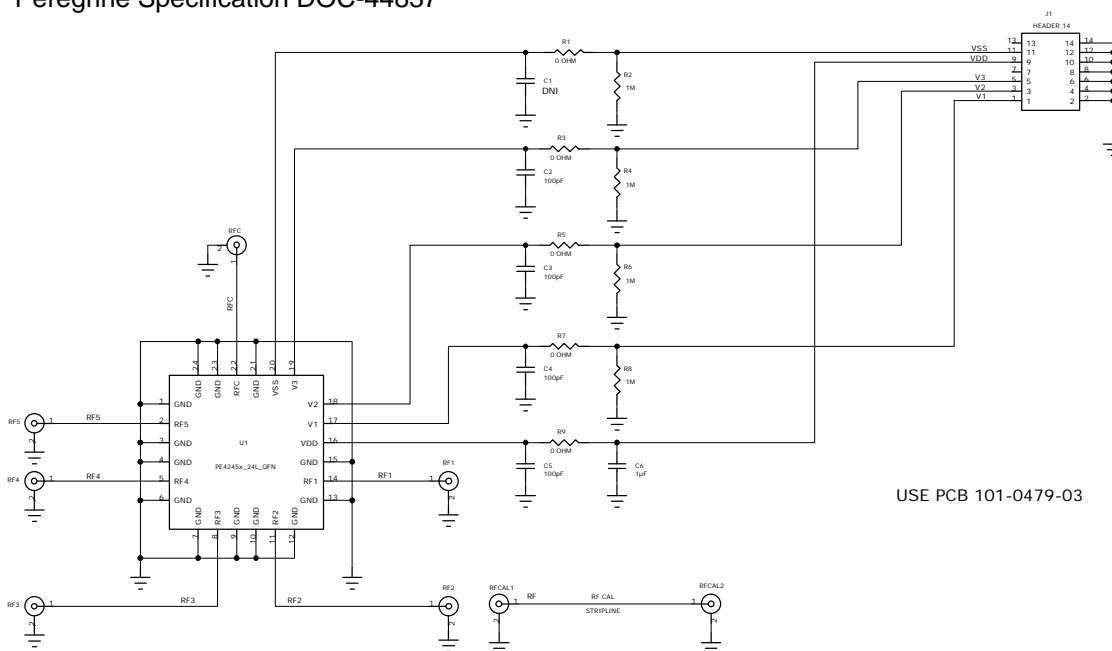 Peregrine Specification DOC-44837
J1
HEADER 14
13 13 14 14
VSS 11 11 12 12
VDD 9 9 10 10
7 7 8 8
V3 5 5 6 6
V2 3 3 4 4
V1 1 1 2 2
R1
0 OHM
C1
DNI
R2
1M
R3
0 OHM
C2
100pF
R4
1M
RFC
2
1
RFC
R5
0 OHM
C3
100pF
R6
1M
R7
0 OHM
C4
100pF
R8
1M
R9
0 OHM
C5
100pF
C6
1µF
24 23 22 21 20 19
GND GND RFC GND VSS V3
1 GND
2 RF5
3 GND
4 GND
5 RF4
6 GND
V2 18
V1 17
VDD 16
GND 15
RF1 14
GND 13
U1
PE4245x_24L_QFN
GND RF3 GND GND RF2 GND
7 8 9 10 11 12
RF5 1 RF5
2
RF4 1 RF4
2
RF1 1 RF1
2
RF3 1 RF3
2
RF2 1 RF2
2
RFCAL1 1 RF
2
RF CAL
STRIPLINE
RFCAL2 1
2
USE PCB 101-0479-03